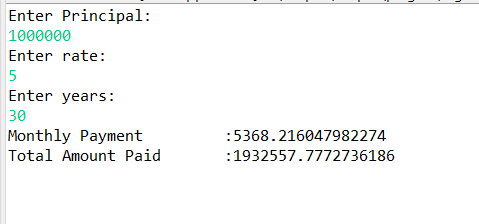 Enter Principal:
1000000
Enter rate:
5
Enter years:
30
Monthly Payment         :5368.216047982274
Total Amount Paid       :1932557.7772736186